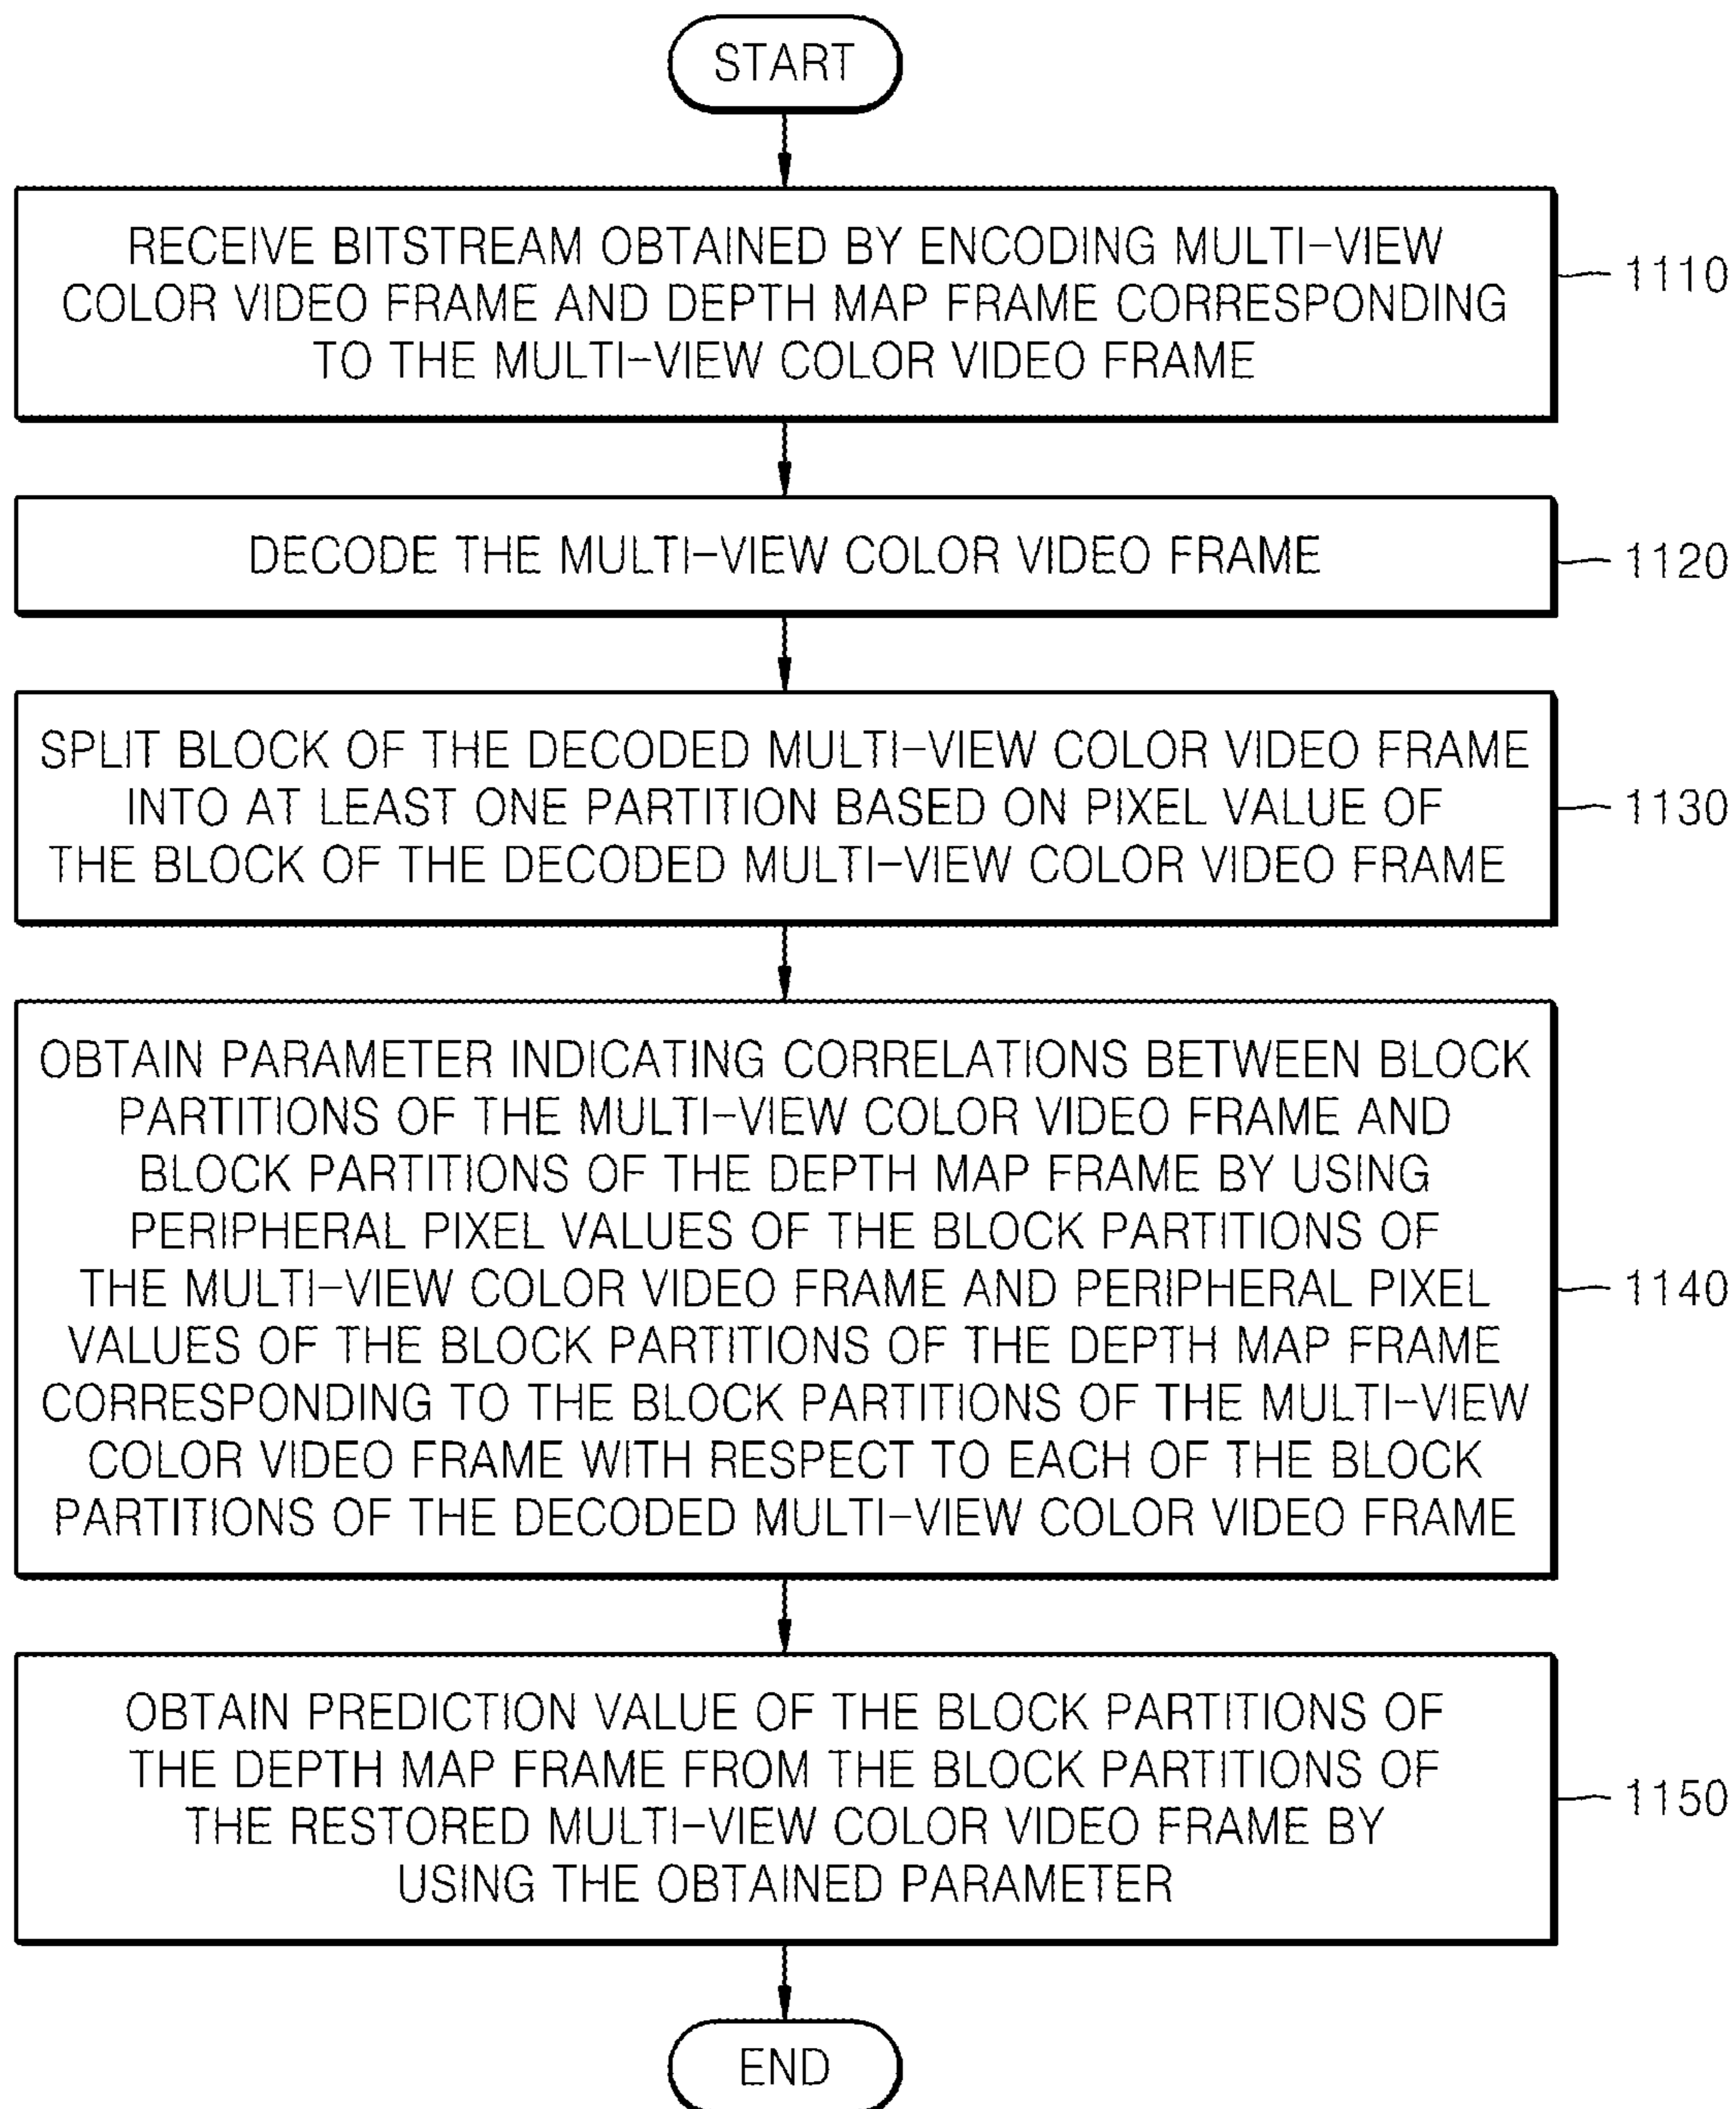 START
RECEIVE BITSTREAM OBTAINED BY ENCODING MULTI-VIEW
COLOR VIDEO FRAME AND DEPTH MAP FRAME CORRESPONDING
TO THE MULTI-VIEW COLOR VIDEO FRAME
1110
DECODE THE MULTI-VIEW COLOR VIDEO FRAME
1120
SPLIT BLOCK OF THE DECODED MULTI-VIEW COLOR VIDEO FRAME
INTO AT LEAST ONE PARTITION BASED ON PIXEL VALUE OF
THE BLOCK OF THE DECODED MULTI-VIEW COLOR VIDEO FRAME
1130
OBTAIN PARAMETER INDICATING CORRELATIONS BETWEEN BLOCK
PARTITIONS OF THE MULTI-VIEW COLOR VIDEO FRAME AND
BLOCK PARTITIONS OF THE DEPTH MAP FRAME BY USING
PERIPHERAL PIXEL VALUES OF THE BLOCK PARTITIONS OF
THE MULTI-VIEW COLOR VIDEO FRAME AND PERIPHERAL PIXEL
VALUES OF THE BLOCK PARTITIONS OF THE DEPTH MAP FRAME
CORRESPONDING TO THE BLOCK PARTITIONS OF THE MULTI-VIEW
COLOR VIDEO FRAME WITH RESPECT TO EACH OF THE BLOCK
PARTITIONS OF THE DECODED MULTI-VIEW COLOR VIDEO FRAME
1140
OBTAIN PREDICTION VALUE OF THE BLOCK PARTITIONS OF
THE DEPTH MAP FRAME FROM THE BLOCK PARTITIONS OF
THE RESTORED MULTI-VIEW COLOR VIDEO FRAME BY
USING THE OBTAINED PARAMETER
1150
END